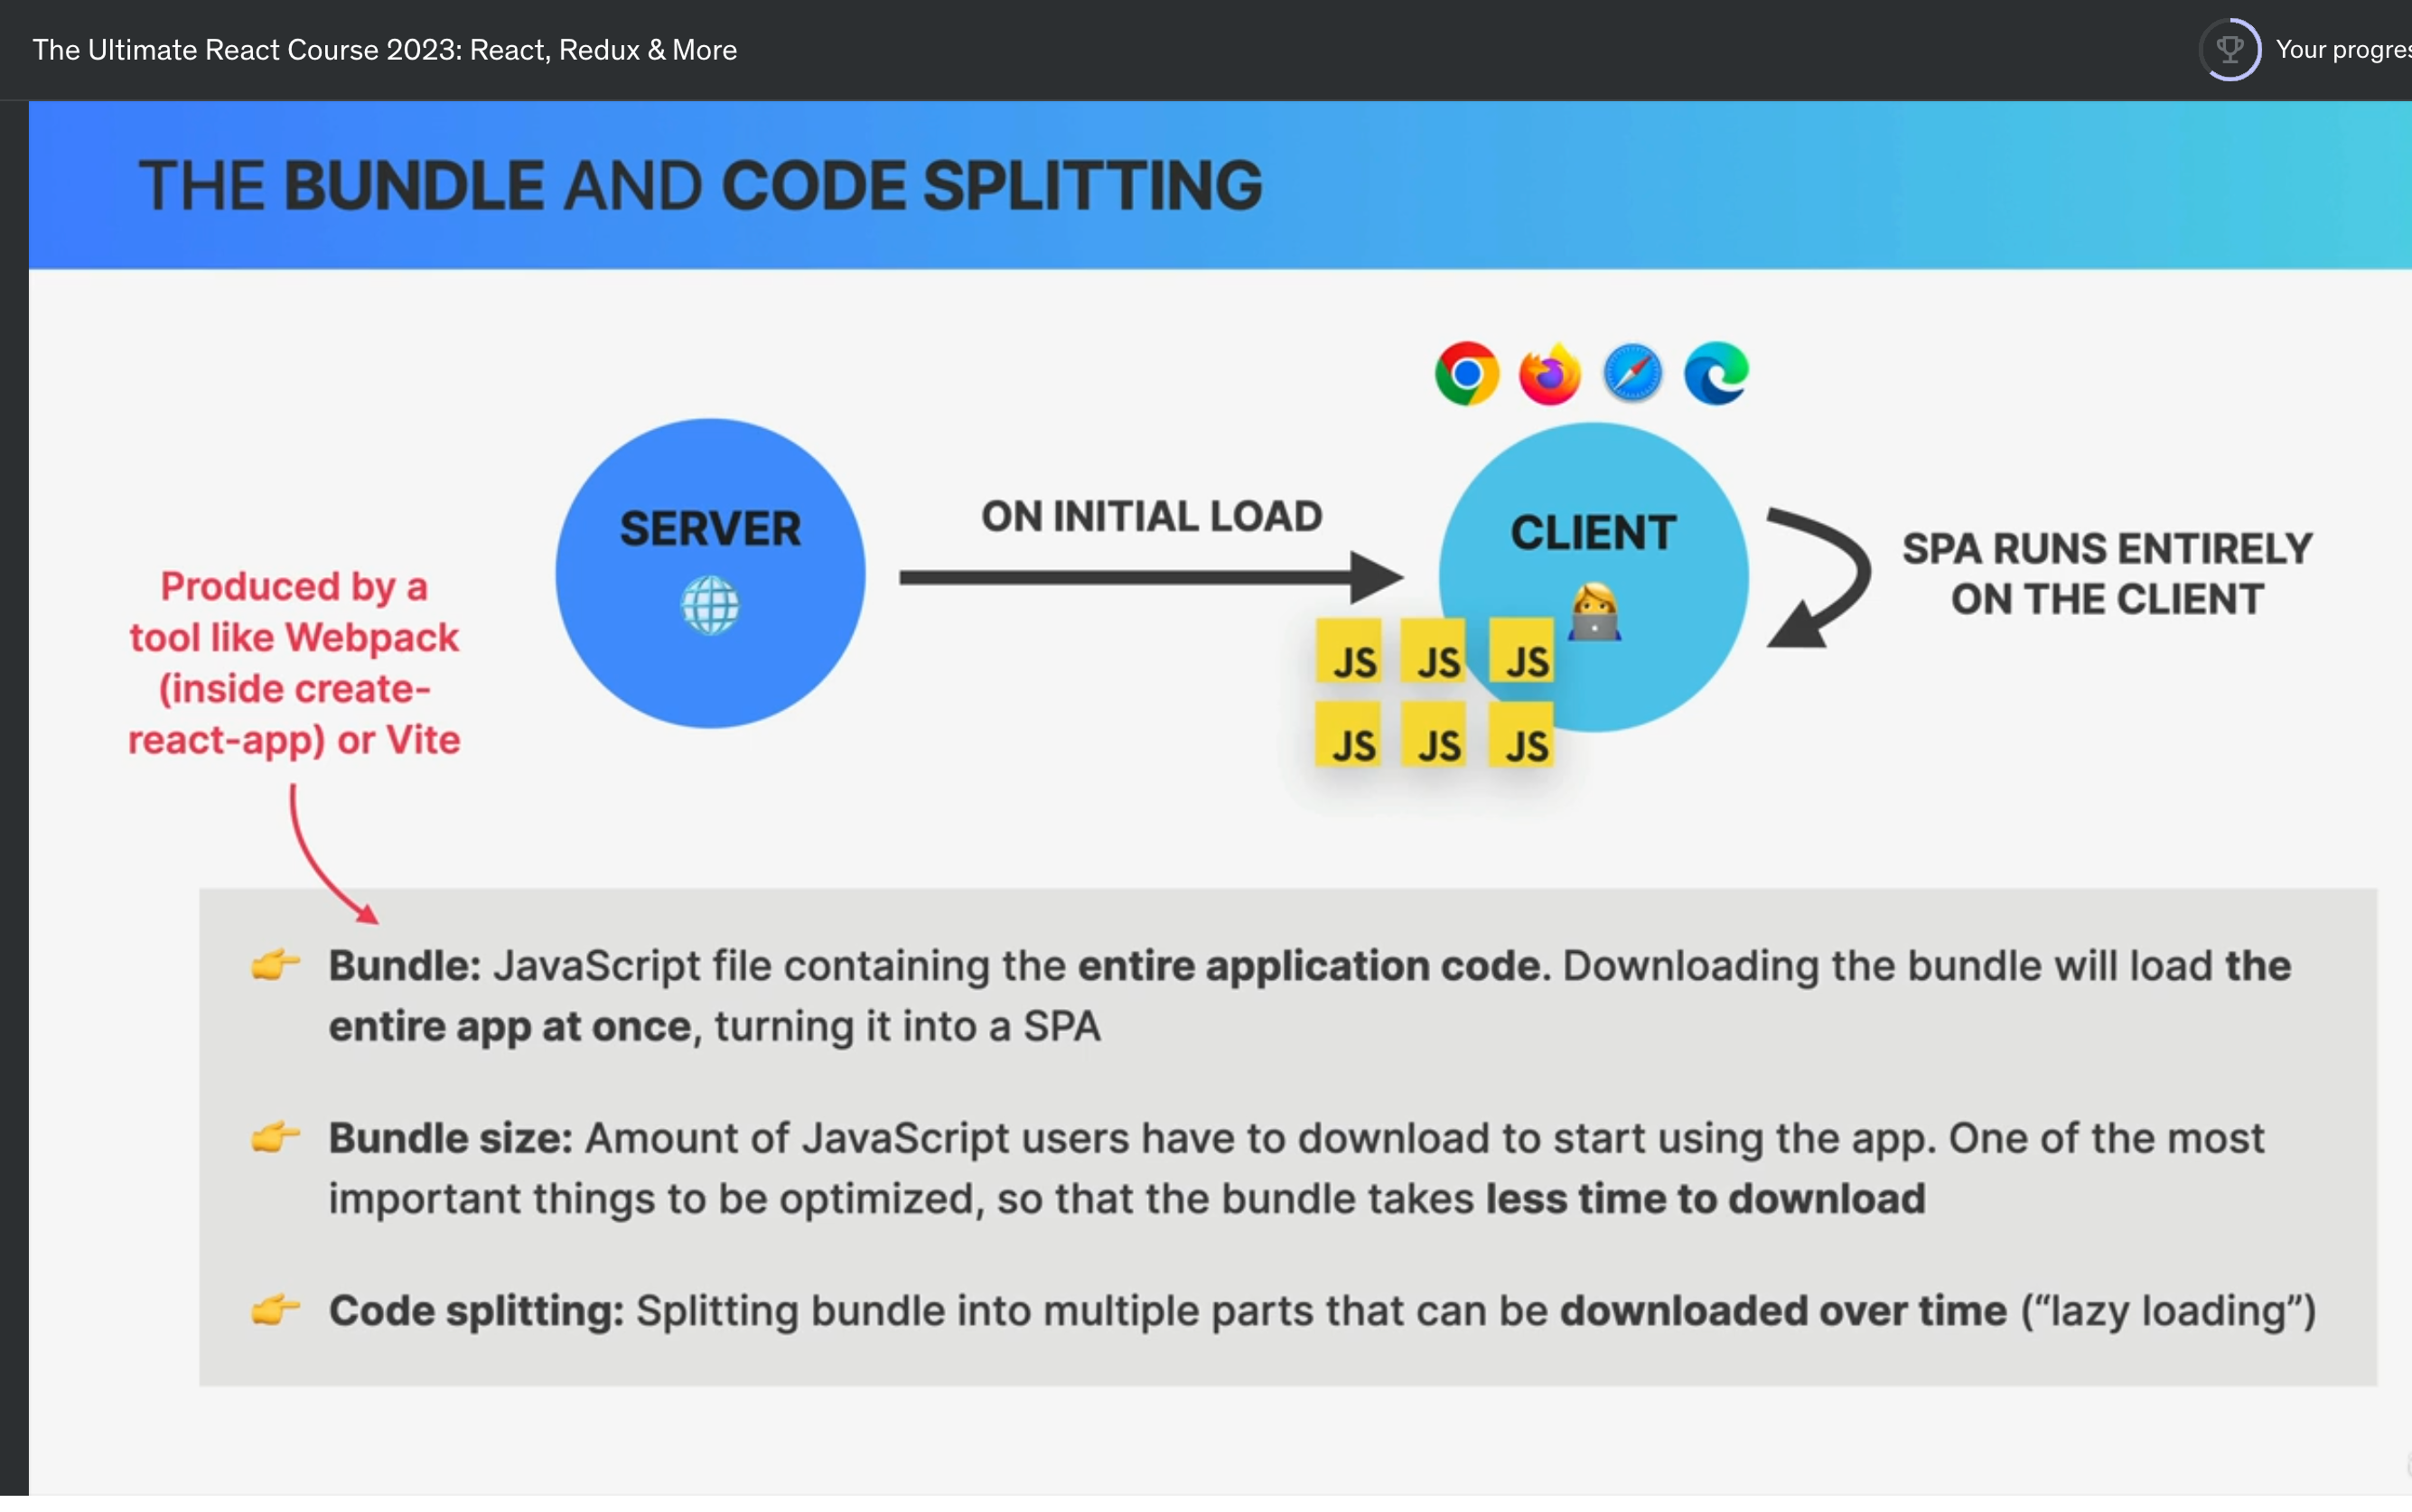 The Ultimate React Course 2023: React, Redux & More
Your progres
THE BUNDLE AND CODE SPLITTING
SERVER
ON INITIAL LOAD
CLIENT
SPA RUNS ENTIRELY
ON THE CLIENT
JS JS JS
JS JS JS
Produced by a
tool like Webpack
(inside create-
react-app) or Vite
Bundle: JavaScript file containing the entire application code. Downloading the bundle will load the
entire app at once, turning it into a SPA
Bundle size: Amount of JavaScript users have to download to start using the app. One of the most
important things to be optimized, so that the bundle takes less time to download
Code splitting: Splitting bundle into multiple parts that can be downloaded over time (“lazy loading”)